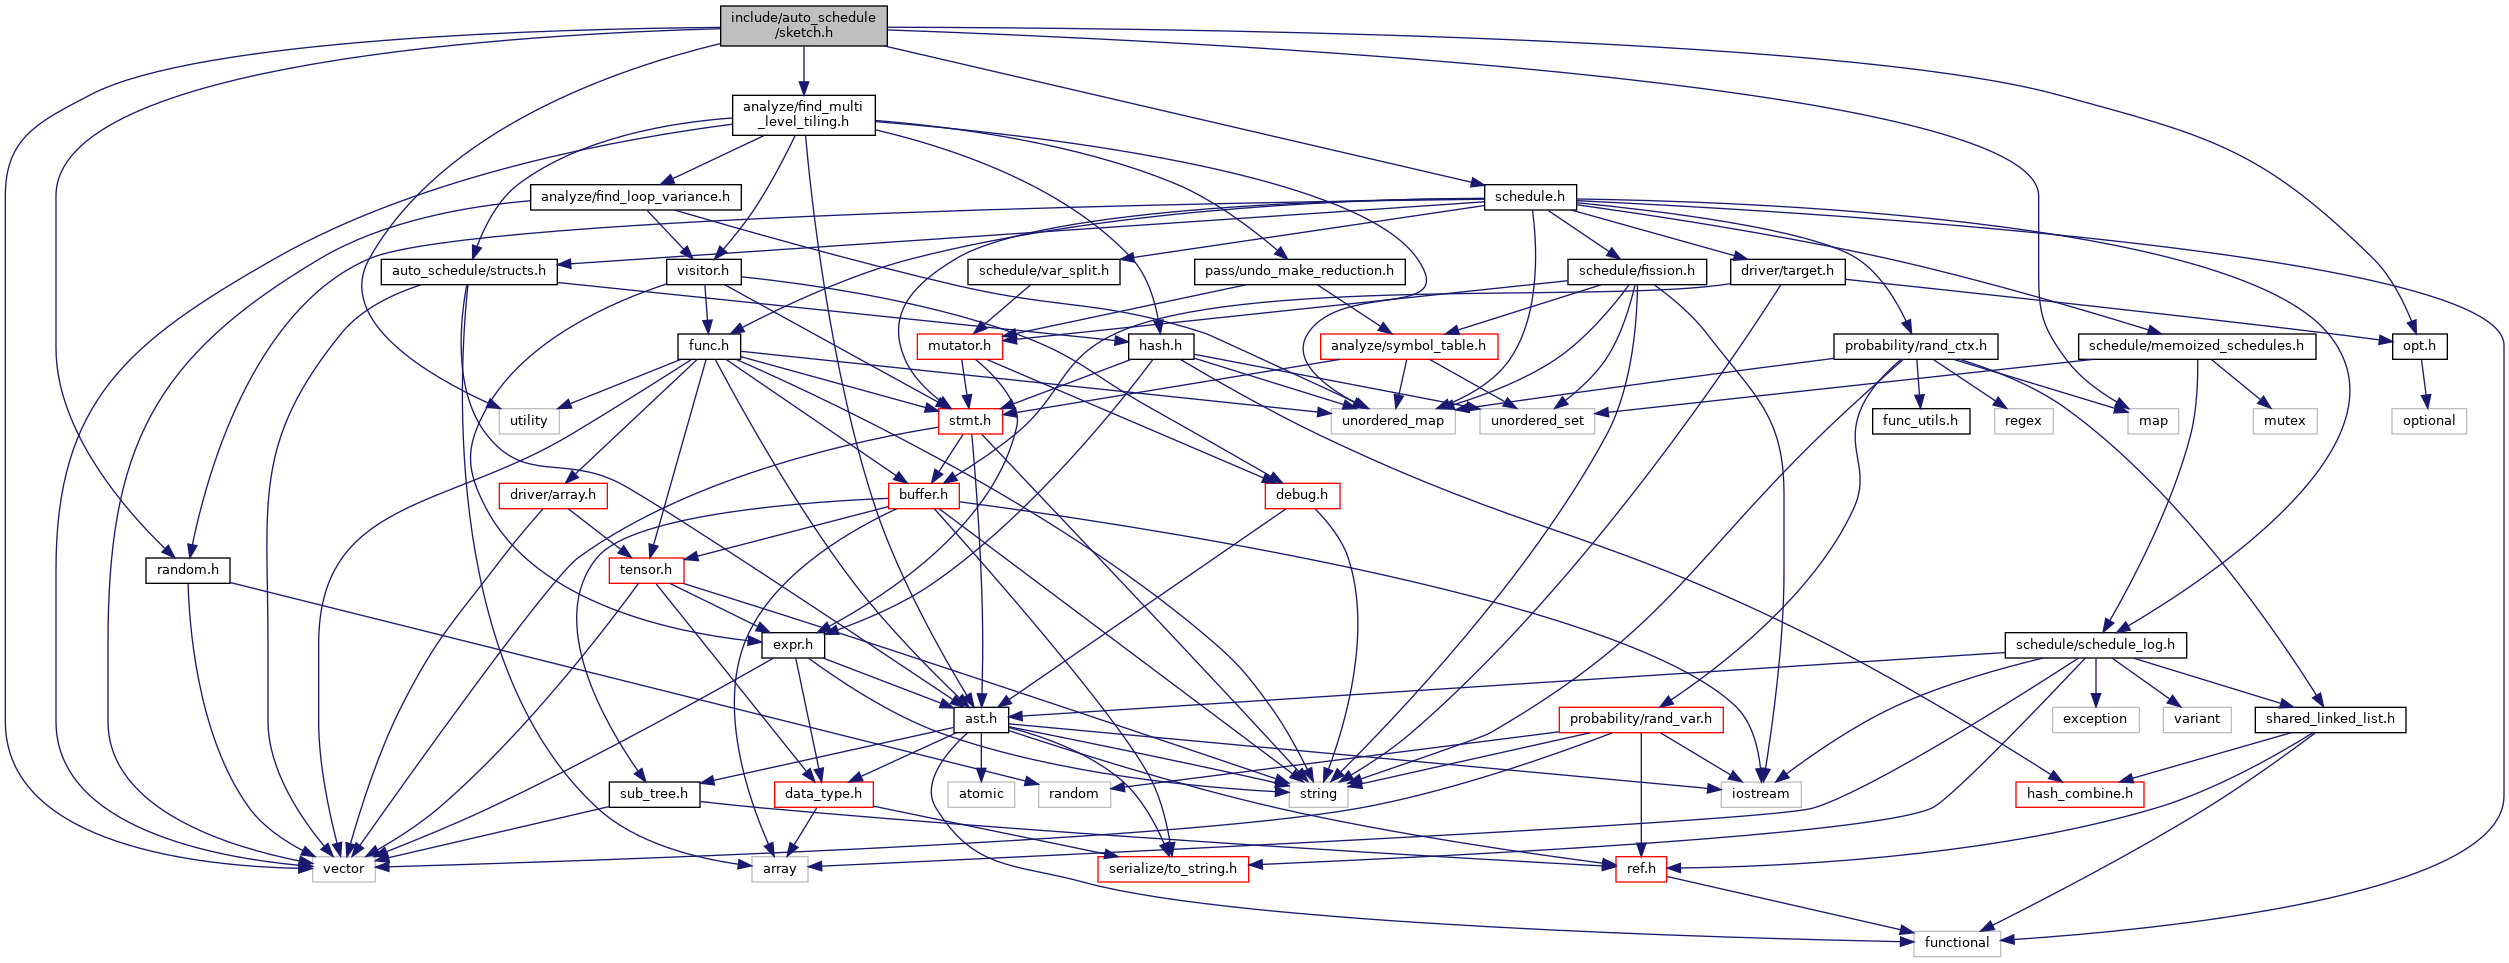 include/auto_schedule
/sketch.h
analyze/find_multi
_level_tiling.h
analyze/find_loop_variance.h
schedule.h
auto_schedule/structs.h
visitor.h
schedule/var_split.h
pass/undo_make_reduction.h
schedule/fission.h
driver/target.h
func.h
mutator.h
hash.h
analyze/symbol_table.h
probability/rand_ctx.h
schedule/memoized_schedules.h
opt.h
utility
stmt.h
unordered_map
unordered_set
func_utils.h
regex
map
mutex
optional
driver/array.h
buffer.h
debug.h
random.h
tensor.h
expr.h
schedule/schedule_log.h
ast.h
probability/rand_var.h
exception
variant
shared_linked_list.h
sub_tree.h
data_type.h
atomic
random
string
iostream
hash_combine.h
vector
array
serialize/to_string.h
ref.h
functional